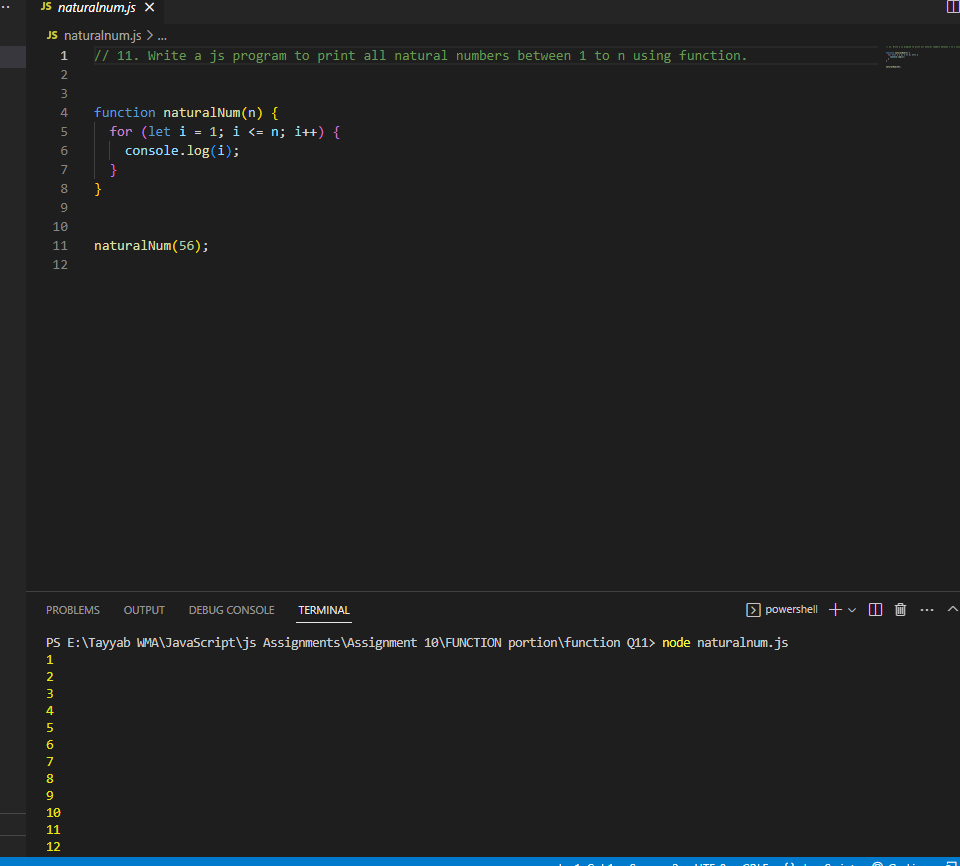 JS naturalnum.js
JS naturalnum.js > ...
1 // 11. Write a js program to print all natural numbers between 1 to n using function.
2
3
4 function naturalNum(n) {
5 for (let i = 1; i <= n; i++) {
6 console.log(i);
7 }
8 }
9
10
11 naturalNum(56);
12
PROBLEMS OUTPUT DEBUG CONSOLE TERMINAL powershell
PS E:\Tayyab WMA\JavaScript\js Assignments\Assignment 10\FUNCTION portion\function Q11> node naturalnum.js
1
2
3
4
5
6
7
8
9
10
11
12